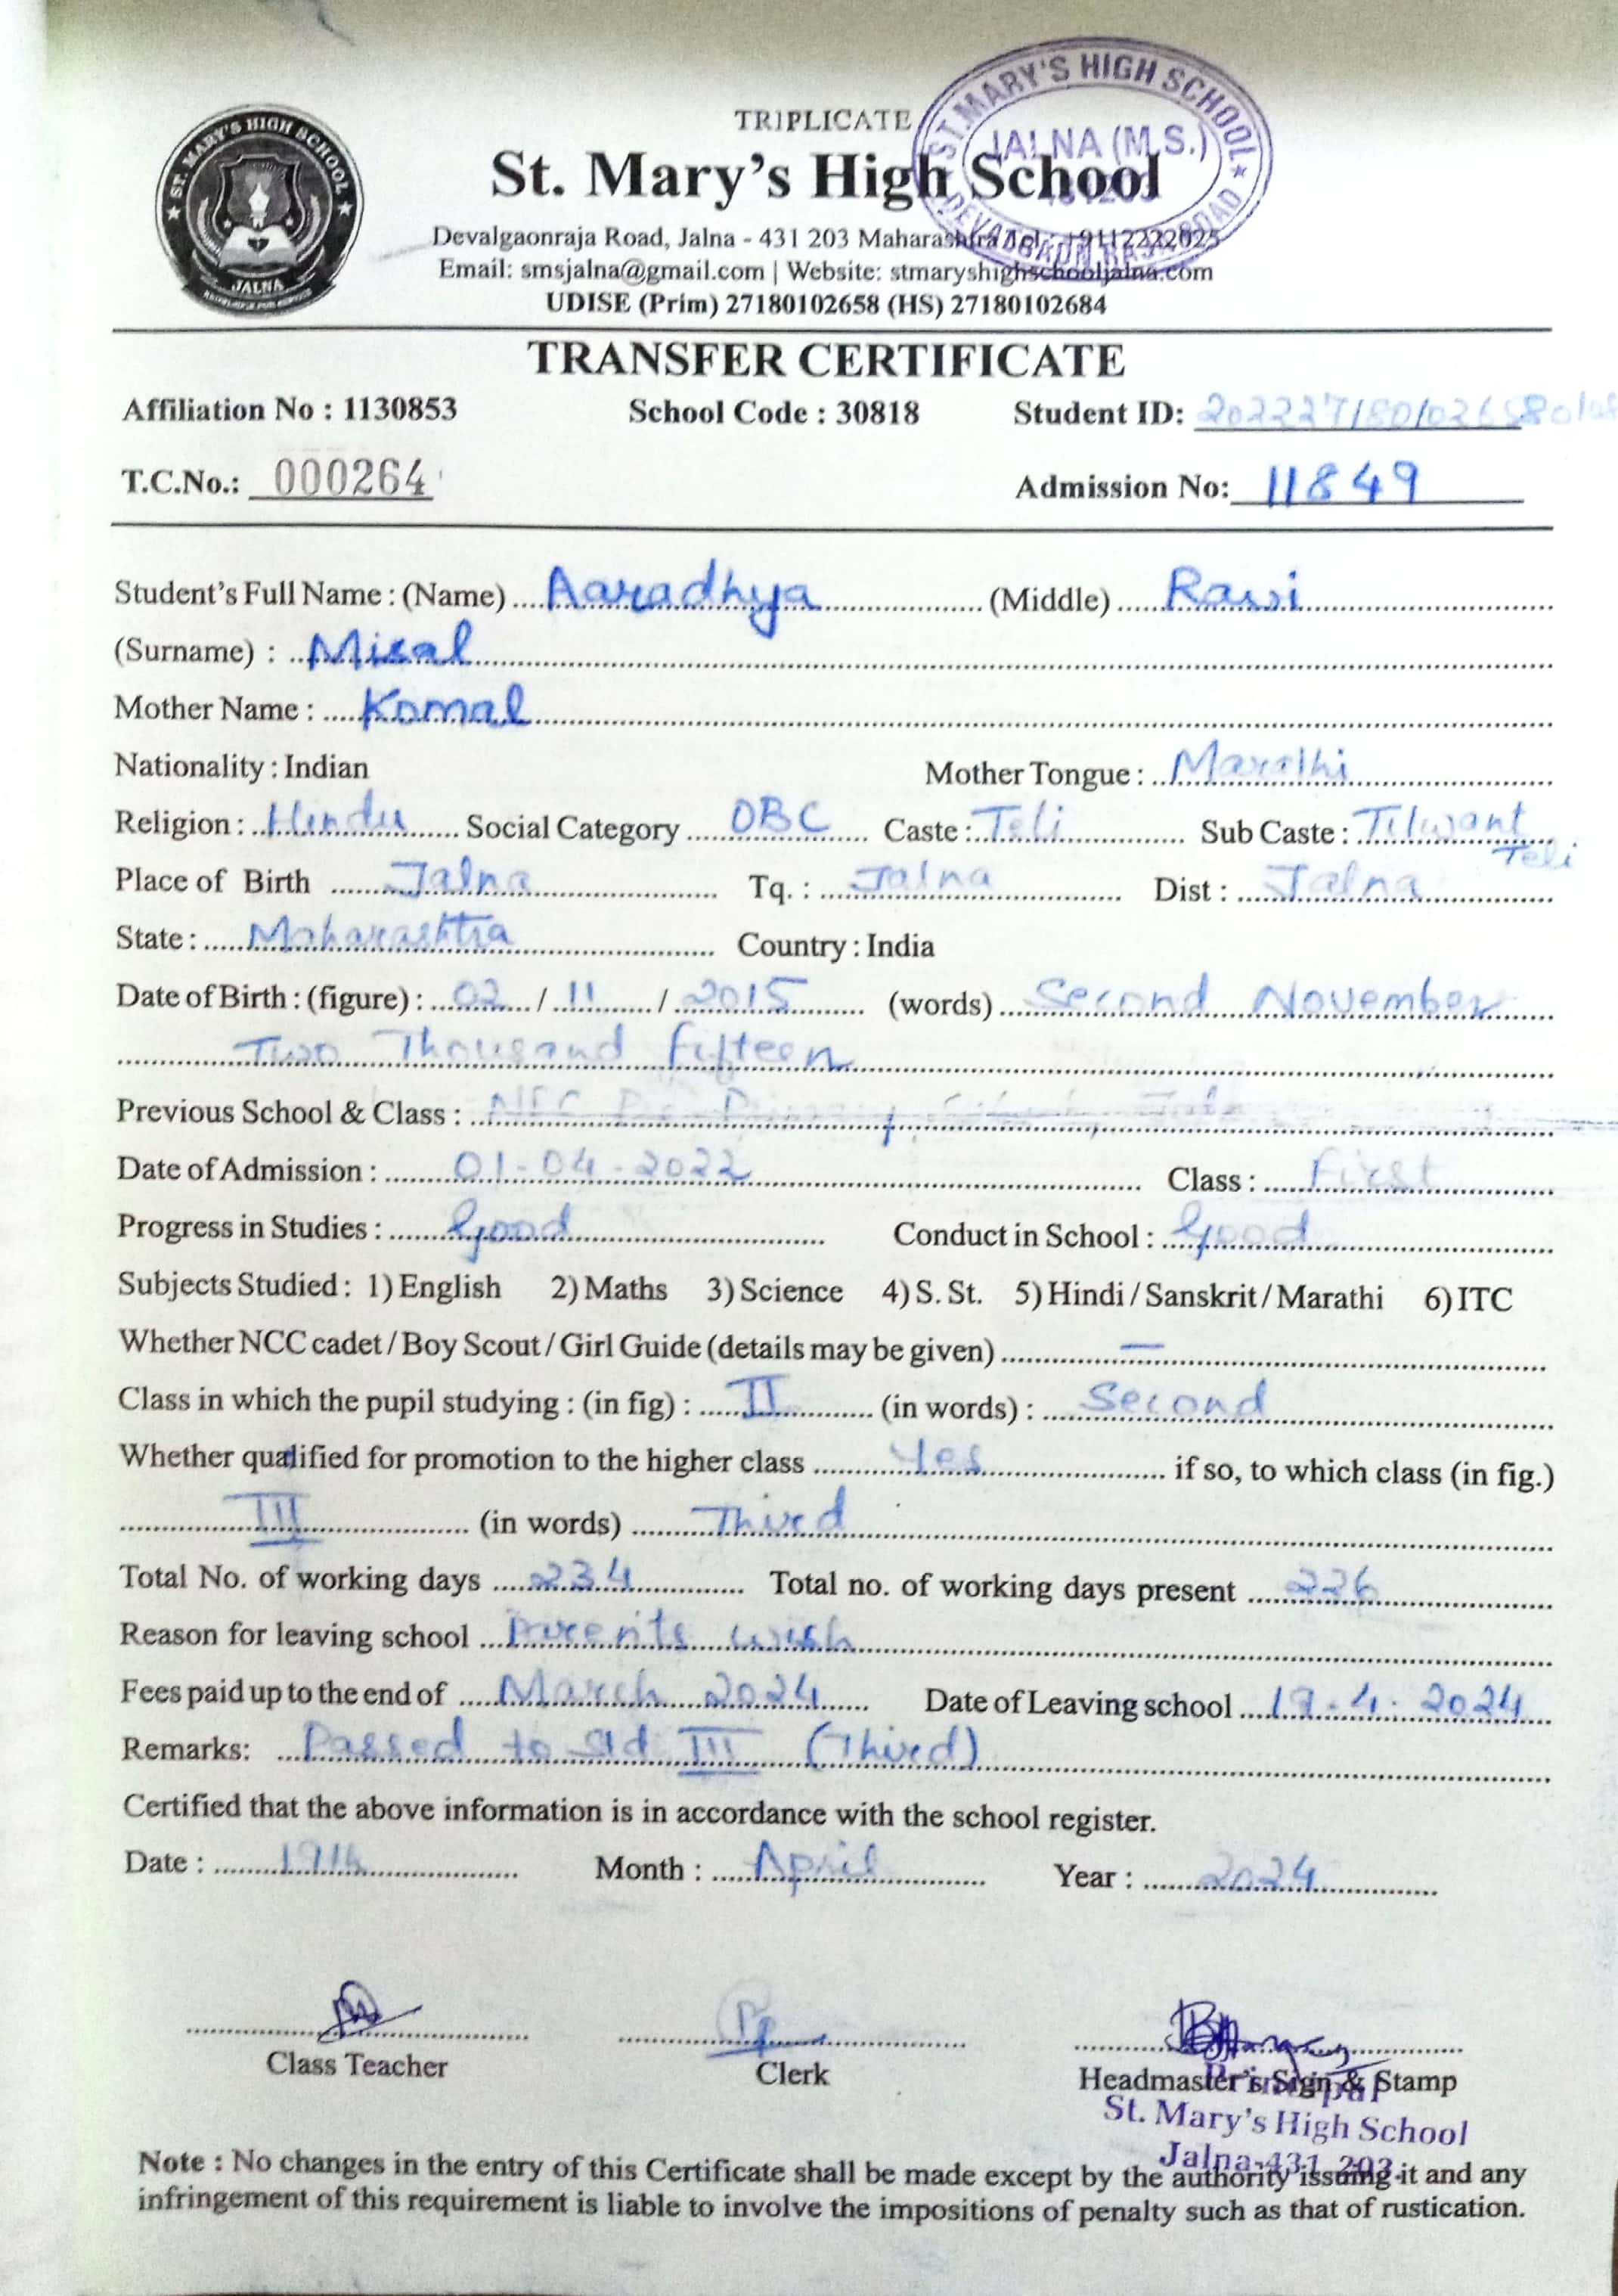 ST. MARY'S HIGH SCHOOL
JALNA
ST. MARY'S HIGH SCHOOL
JALNA (M.S.)
TRIPLICATE
St. Mary's High School
Devalgaonraja Road, Jalna - 431 203 Maharashtra Tel.: +9112222025
Email: smsjalna@gmail.com | Website: stmaryshighschooljalna.com
UDISE (Prim) 27180102658 (HS) 27180102684
TRANSFER CERTIFICATE
Affiliation No : 1130853 School Code : 30818 Student ID:
T.C.No.: 000264 Admission No: 11849
Student's Full Name : (Name) Aaradhya (Middle) Ravi
(Surname) : Misal
Mother Name : Komal
Nationality : Indian Mother Tongue : Marathi
Religion : Hindu Social Category OBC Caste : Teli Sub Caste : Tilwant
Teli
Place of Birth Jalna Tq. : Jalna Dist : Jalna
State : Maharashtra Country : India
Date of Birth : (figure) : 02 / 11 / 2015 (words) Second November
Two Thousand fifteen
Previous School & Class :
Date of Admission : 01-04-2022 Class : First
Progress in Studies : Good Conduct in School : Good
Subjects Studied : 1) English 2) Maths 3) Science 4) S. St. 5) Hindi / Sanskrit / Marathi 6) ITC
Whether NCC cadet / Boy Scout / Girl Guide (details may be given) —
Class in which the pupil studying : (in fig) : II (in words) : Second
Whether qualified for promotion to the higher class Yes if so, to which class (in fig.)
III (in words) Third
Total No. of working days 234 Total no. of working days present 226
Reason for leaving school Parents wish
Fees paid up to the end of March 2024 Date of Leaving school 19.4.2024
Remarks: Passed to std III (Third)
Certified that the above information is in accordance with the school register.
Date : 19th Month : April Year : 2024
Class Teacher Clerk Headmaster's Sign & Stamp
Principal
St. Mary's High School
Jalna-431 203.
Note : No changes in the entry of this Certificate shall be made except by the authority issuing it and any
infringement of this requirement is liable to involve the impositions of penalty such as that of rustication.